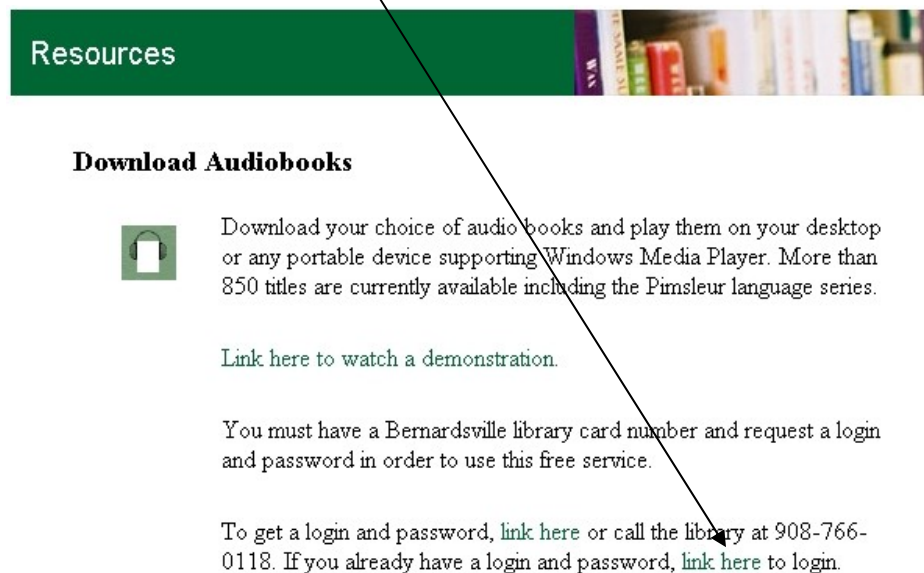 Resources
Download Audiobooks
Download your choice of audio books and play them on your desktop
or any portable device supporting Windows Media Player. More than
850 titles are currently available including the Pimsleur language series.
Link here to watch a demonstration.
You must have a Bernardsville library card number and request a login
and password in order to use this free service.
To get a login and password, link here or call the library at 908-766-
0118. If you already have a login and password, link here to login.